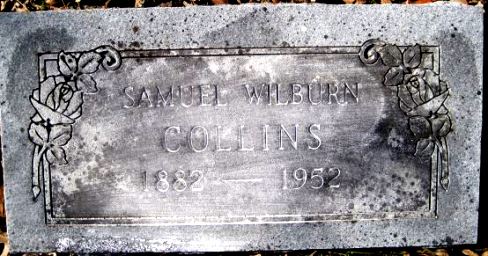 SAMUEL WILBURN
COLLINS
1882 — 1952